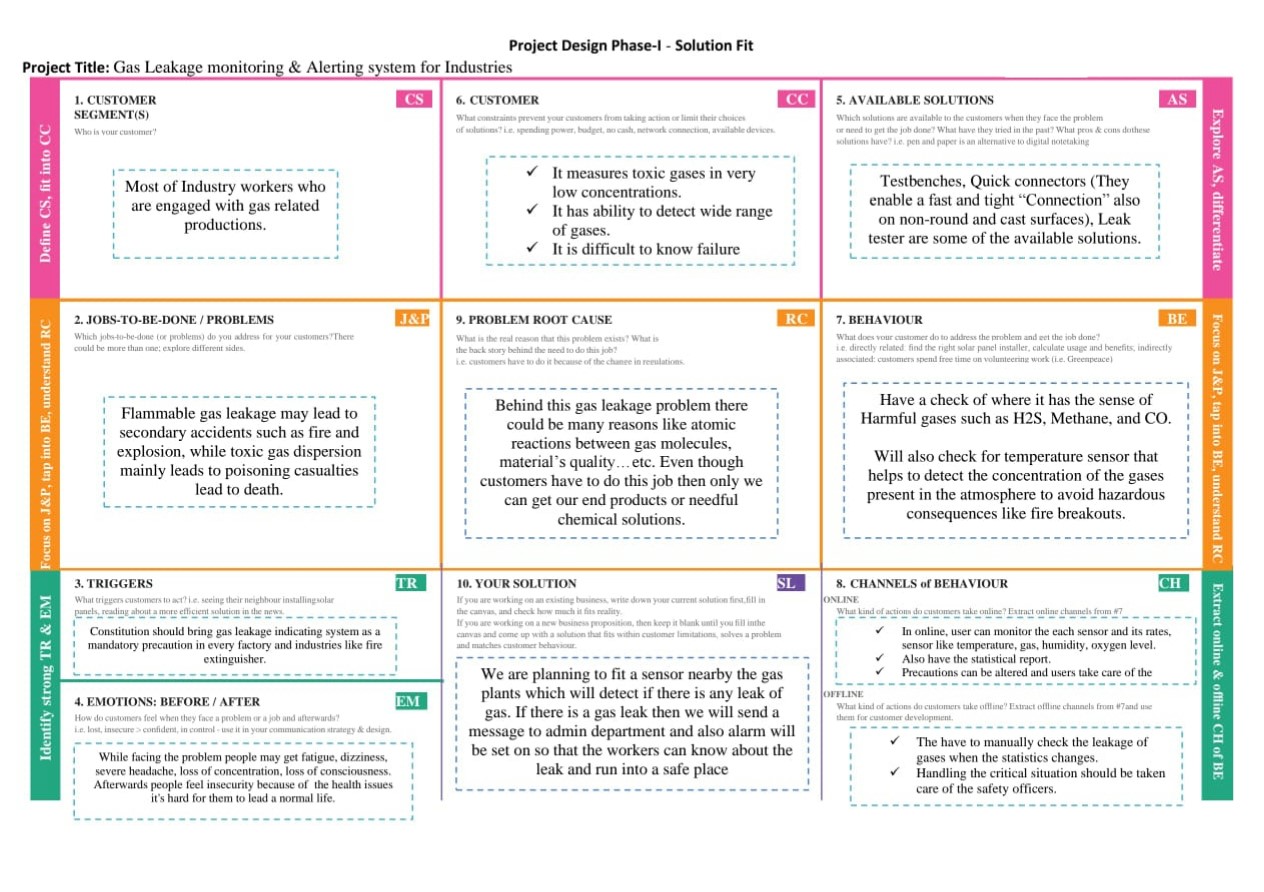 Project Design Phase-I - Solution Fit
Project Title: Gas Leakage monitoring & Alerting system for Industries
Define CS, fit into CC
1. CUSTOMER
SEGMENT(S)
CS
Who is your customer?
Most of Industry workers who
are engaged with gas related
productions.
6. CUSTOMER
CC
What constraints prevent your customers from taking action or limit their choices
of solutions? i.e. spending power, budget, no cash, network connection, available devices.
✓ It measures toxic gases in very
low concentrations.
✓ It has ability to detect wide range
of gases.
✓ It is difficult to know failure
5. AVAILABLE SOLUTIONS
AS
Which solutions are available to the customers when they face the problem
or need to get the job done? What have they tried in the past? What pros & cons dothese
solutions have? i.e. pen and paper is an alternative to digital notetaking
Testbenches, Quick connectors (They
enable a fast and tight “Connection” also
on non-round and cast surfaces), Leak
tester are some of the available solutions.
Explore AS, differentiate
Focus on J&P, tap into BE, understand RC
2. JOBS-TO-BE-DONE / PROBLEMS
J&P
Which jobs-to-be-done (or problems) do you address for your customers?There
could be more than one; explore different sides.
Flammable gas leakage may lead to
secondary accidents such as fire and
explosion, while toxic gas dispersion
mainly leads to poisoning casualties
lead to death.
9. PROBLEM ROOT CAUSE
RC
What is the real reason that this problem exists? What is
the back story behind the need to do this job?
i.e. customers have to do it because of the change in regulations.
Behind this gas leakage problem there
could be many reasons like atomic
reactions between gas molecules,
material’s quality…etc. Even though
customers have to do this job then only we
can get our end products or needful
chemical solutions.
7. BEHAVIOUR
BE
What does your customer do to address the problem and get the job done?
i.e. directly related: find the right solar panel installer, calculate usage and benefits; indirectly
associated: customers spend free time on volunteering work (i.e. Greenpeace)
Have a check of where it has the sense of
Harmful gases such as H2S, Methane, and CO.
Will also check for temperature sensor that
helps to detect the concentration of the gases
present in the atmosphere to avoid hazardous
consequences like fire breakouts.
Focus on J&P, tap into BE, understand RC
Identify strong TR & EM
3. TRIGGERS
TR
What triggers customers to act? i.e. seeing their neighbour installingsolar
panels, reading about a more efficient solution in the news.
Constitution should bring gas leakage indicating system as a
mandatory precaution in every factory and industries like fire
extinguisher.
4. EMOTIONS: BEFORE / AFTER
EM
How do customers feel when they face a problem or a job and afterwards?
i.e. lost, insecure > confident, in control - use it in your communication strategy & design.
While facing the problem people may get fatigue, dizziness,
severe headache, loss of concentration, loss of consciousness.
Afterwards people feel insecurity because of the health issues
it's hard for them to lead a normal life.
10. YOUR SOLUTION
SL
If you are working on an existing business, write down your current solution first,fill in
the canvas, and check how much it fits reality.
If you are working on a new business proposition, then keep it blank until you fill inthe
canvas and come up with a solution that fits within customer limitations, solves a problem
and matches customer behaviour.
We are planning to fit a sensor nearby the gas
plants which will detect if there is any leak of
gas. If there is a gas leak then we will send a
message to admin department and also alarm will
be set on so that the workers can know about the
leak and run into a safe place
8. CHANNELS of BEHAVIOUR
CH
ONLINE
What kind of actions do customers take online? Extract online channels from #7
✓ In online, user can monitor the each sensor and its rates,
sensor like temperature, gas, humidity, oxygen level.
✓ Also have the statistical report.
✓ Precautions can be altered and users take care of the
OFFLINE
What kind of actions do customers take offline? Extract offline channels from #7and use
them for customer development.
✓ The have to manually check the leakage of
gases when the statistics changes.
✓ Handling the critical situation should be taken
care of the safety officers.
Extract online & offline CH of BE